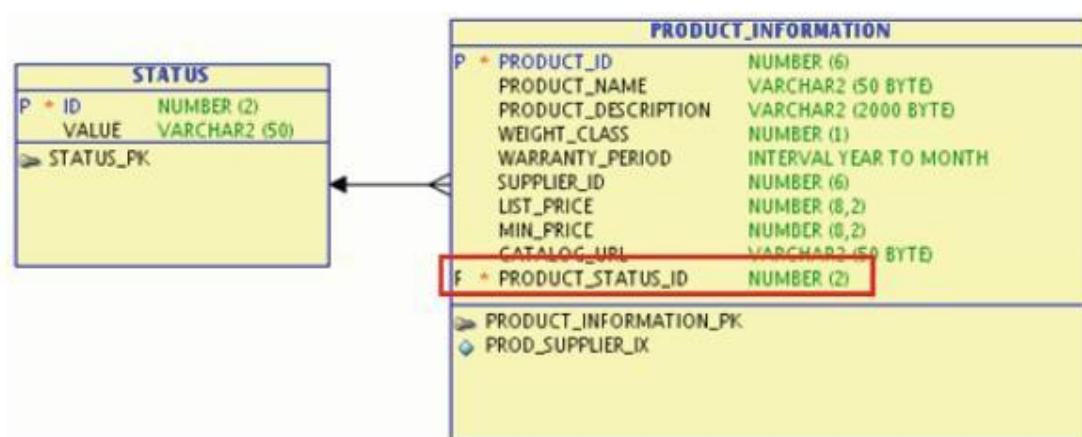 STATUS
P * ID NUMBER (2)
VALUE VARCHAR2 (50)
STATUS_PK
PRODUCT_INFORMATION
P * PRODUCT_ID NUMBER (6)
PRODUCT_NAME VARCHAR2 (50 BYTE)
PRODUCT_DESCRIPTION VARCHAR2 (2000 BYTE)
WEIGHT_CLASS NUMBER (1)
WARRANTY_PERIOD INTERVAL YEAR TO MONTH
SUPPLIER_ID NUMBER (6)
LIST_PRICE NUMBER (8,2)
MIN_PRICE NUMBER (8,2)
CATALOG_URL VARCHAR2 (50 BYTE)
F * PRODUCT_STATUS_ID NUMBER (2)
PRODUCT_INFORMATION_PK
PROD_SUPPLIER_IX